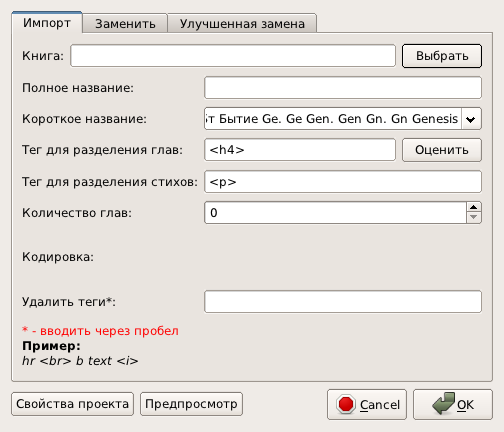 Импорт Заменить Улучшенная замена
Книга: Выбрать
Полное название:
Короткое название: Бытие Ge. Ge Gen. Gen Gn. Gn Genesis
Тег для разделения глав: <h4> Оценить
Тег для разделения стихов: <p>
Количество глав: 0
Кодировка:
Удалить теги*:
* - вводить через пробел
Пример:
hr <br> b text <i>
Свойства проекта Предпросмотр Cancel OK